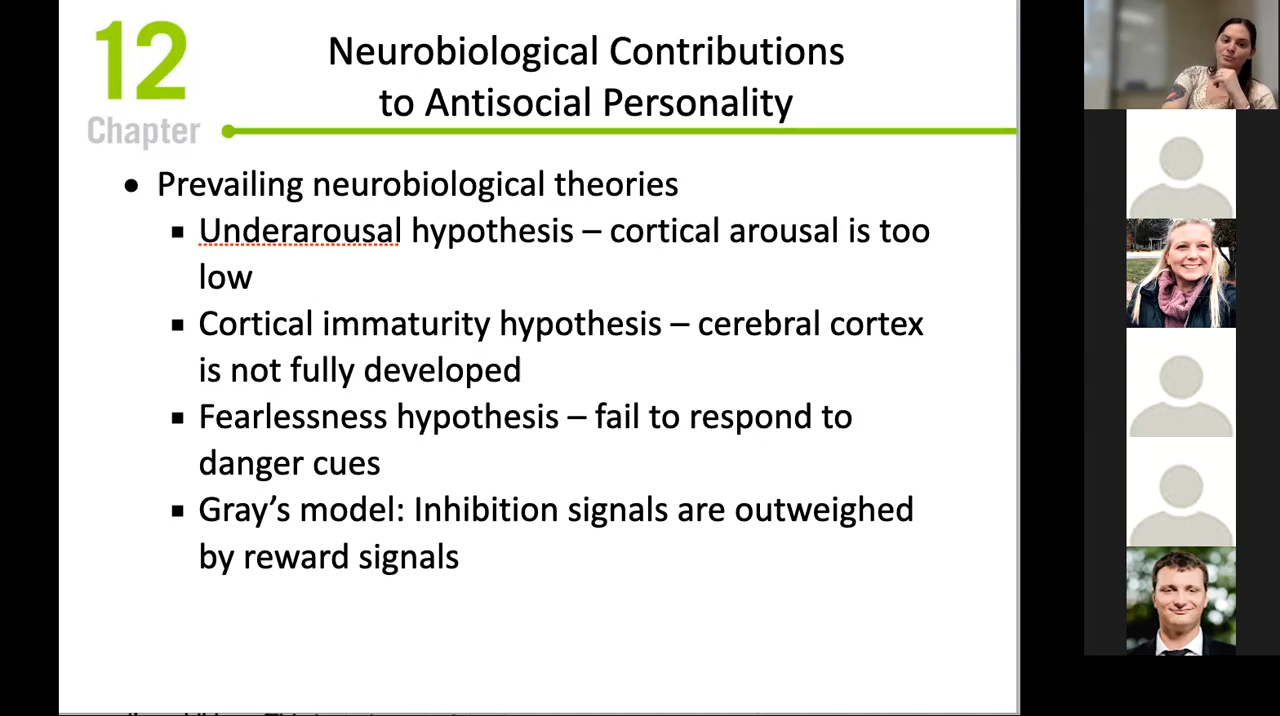 12
Chapter
Neurobiological Contributions
to Antisocial Personality
• Prevailing neurobiological theories
▪ Underarousal hypothesis – cortical arousal is too
low
▪ Cortical immaturity hypothesis – cerebral cortex
is not fully developed
▪ Fearlessness hypothesis – fail to respond to
danger cues
▪ Gray’s model: Inhibition signals are outweighed
by reward signals